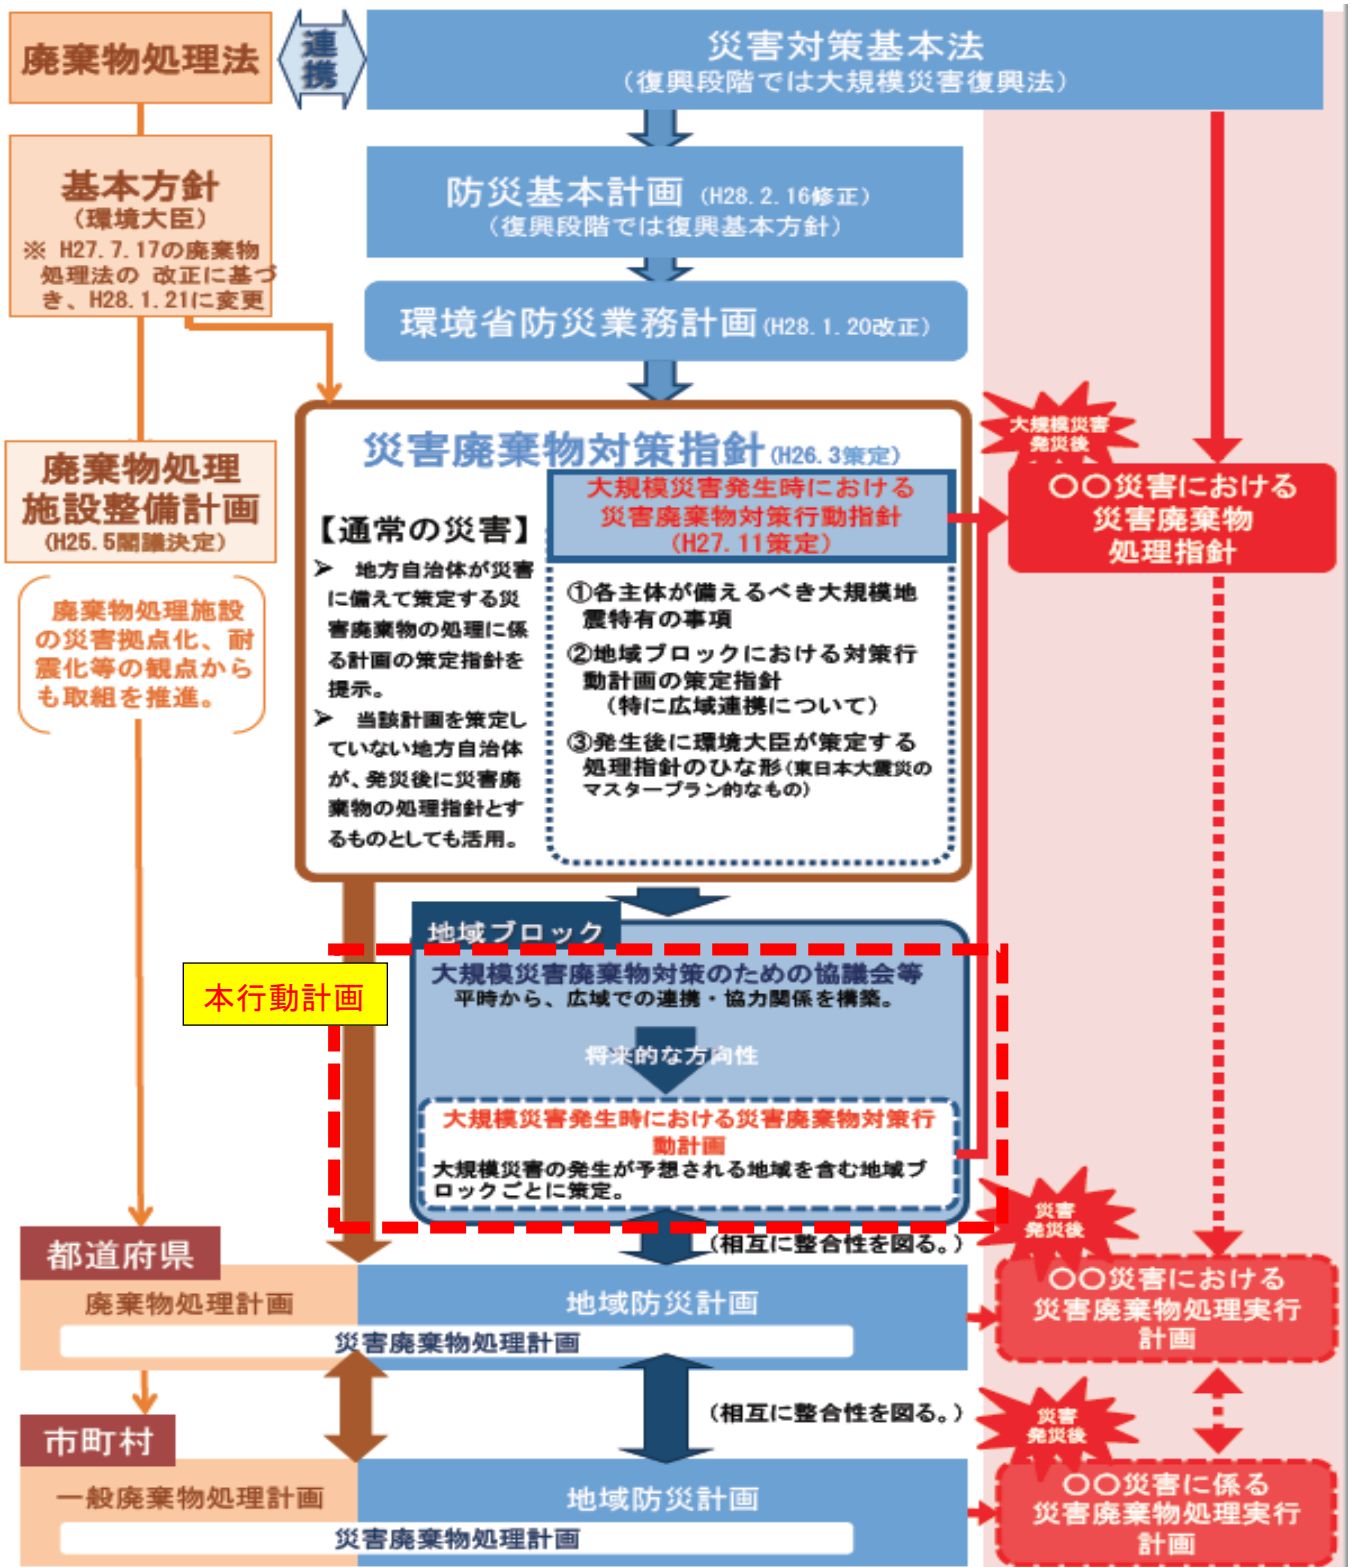 廃棄物処理法
連携
災害対策基本法
(復興段階では大規模災害復興法)
基本方針
(環境大臣)
※ H27.7.17の廃棄物
処理法の 改正に基づ
き、H28.1.21に変更
防災基本計画 (H28.2.16修正)
(復興段階では復興基本方針)
環境省防災業務計画(H28.1.20改正)
廃棄物処理
施設整備計画
(H25.5閣議決定)
廃棄物処理施設
の災害拠点化、耐
震化等の観点から
も取組を推進。
災害廃棄物対策指針(H26.3策定)
【通常の災害】
➢ 地方自治体が災害
に備えて策定する災
害廃棄物の処理に係
る計画の策定指針を
提示。
➢ 当該計画を策定し
ていない地方自治体
が、発災後に災害廃
棄物の処理指針とす
るものとしても活用。
大規模災害発生時における
災害廃棄物対策行動指針
(H27.11策定)
①各主体が備えるべき大規模地
震特有の事項
②地域ブロックにおける対策行
動計画の策定指針
(特に広域連携について)
③発生後に環境大臣が策定する
処理指針のひな形(東日本大震災の
マスタープラン的なもの)
大規模災害
発災後
〇〇災害における
災害廃棄物
処理指針
地域ブロック
大規模災害廃棄物対策のための協議会等
平時から、広域での連携・協力関係を構築。
本行動計画
将来的な方向性
大規模災害発生時における災害廃棄物対策行
動計画
大規模災害の発生が予想される地域を含む地域ブ
ロックごとに策定。
(相互に整合性を図る。)
災害
発災後
都道府県
廃棄物処理計画
地域防災計画
災害廃棄物処理計画
〇〇災害における
災害廃棄物処理実行
計画
(相互に整合性を図る。)
災害
発災後
市町村
一般廃棄物処理計画
地域防災計画
災害廃棄物処理計画
〇〇災害に係る
災害廃棄物処理実行
計画